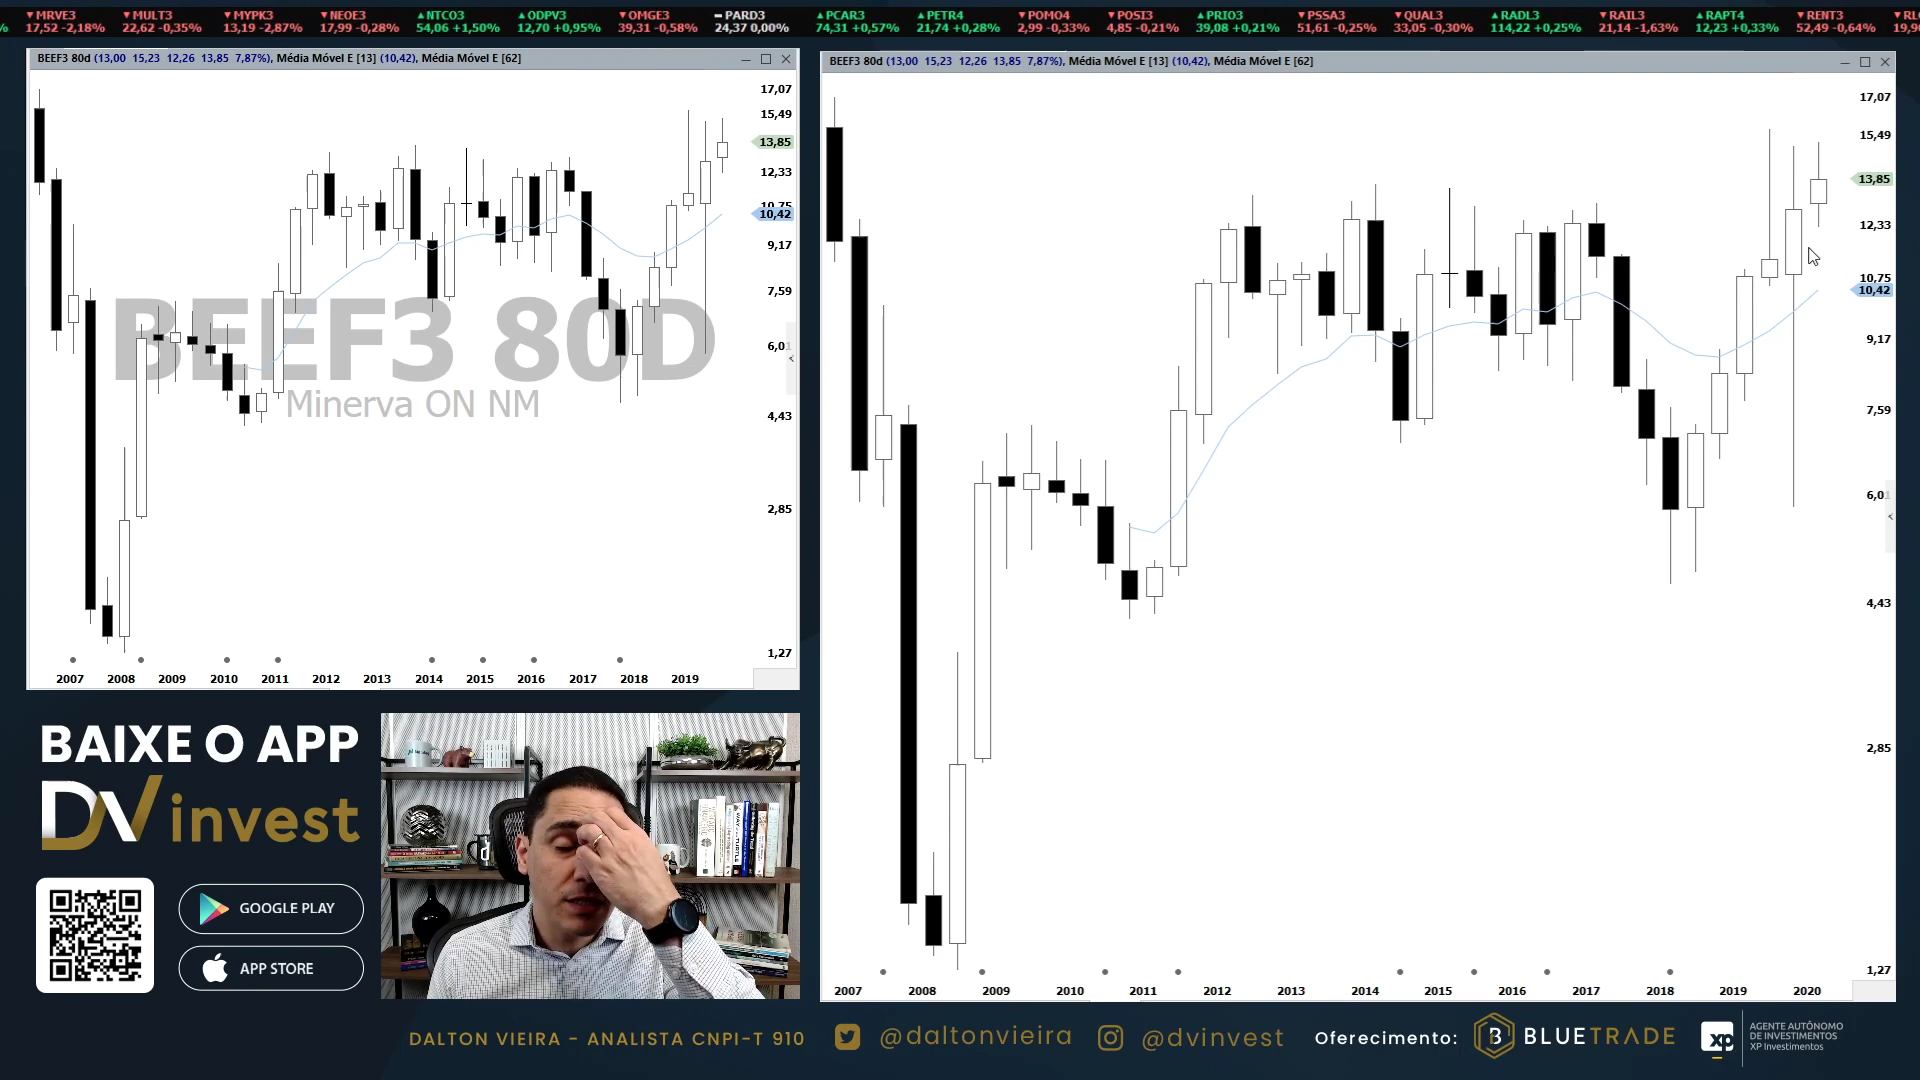 ▼MRVE3 ▼MULT3 ▼MYPK3 ▼NEOE3 ▲NTCO3 ▲ODPV3 ▼OMGE3 ━PARD3 ▲PCAR3 ▲PETR4 ▼POMO4 ▼POSI3 ▲PRIO3 ▼PSSA3 ▼QUAL3 ▲RADL3 ▼RAIL3 ▲RAPT4 ▼RENT3
% 17,52 -2,18% 22,62 -0,35% 13,19 -2,87% 17,99 -0,28% 54,06 +1,50% 12,70 +0,95% 39,31 -0,58% 24,37 0,00% 74,31 +0,57% 21,74 +0,28% 2,99 -0,33% 4,85 -0,21% 39,08 +0,21% 51,61 -0,25% 33,05 -0,30% 114,22 +0,25% 21,14 -1,63% 12,23 +0,33% 52,49 -0,64%
BEEF3 80d (13,00 15,23 12,26 13,85 7,87%), Média Móvel E [13] (10,42), Média Móvel E [62]
17,07
15,49
13,85
12,33
10,75
10,42
9,17
7,59
6,01
4,43
2,85
1,27
BEEF3 80D
Minerva ON NM
2007 2008 2009 2010 2011 2012 2013 2014 2015 2016 2017 2018 2019
BEEF3 80d (13,00 15,23 12,26 13,85 7,87%), Média Móvel E [13] (10,42), Média Móvel E [62]
17,07
15,49
13,85
12,33
10,75
10,42
9,17
7,59
6,01
4,43
2,85
1,27
2007 2008 2009 2010 2011 2012 2013 2014 2015 2016 2017 2018 2019 2020
BAIXE O APP
DV invest
GOOGLE PLAY
APP STORE
DALTON VIEIRA - ANALISTA CNPI-T 910
@daltonvieira
@dvinvest
Oferecimento:
BLUETRADE
xp
AGENTE AUTÔNOMO
DE INVESTIMENTOS
XP Investimentos